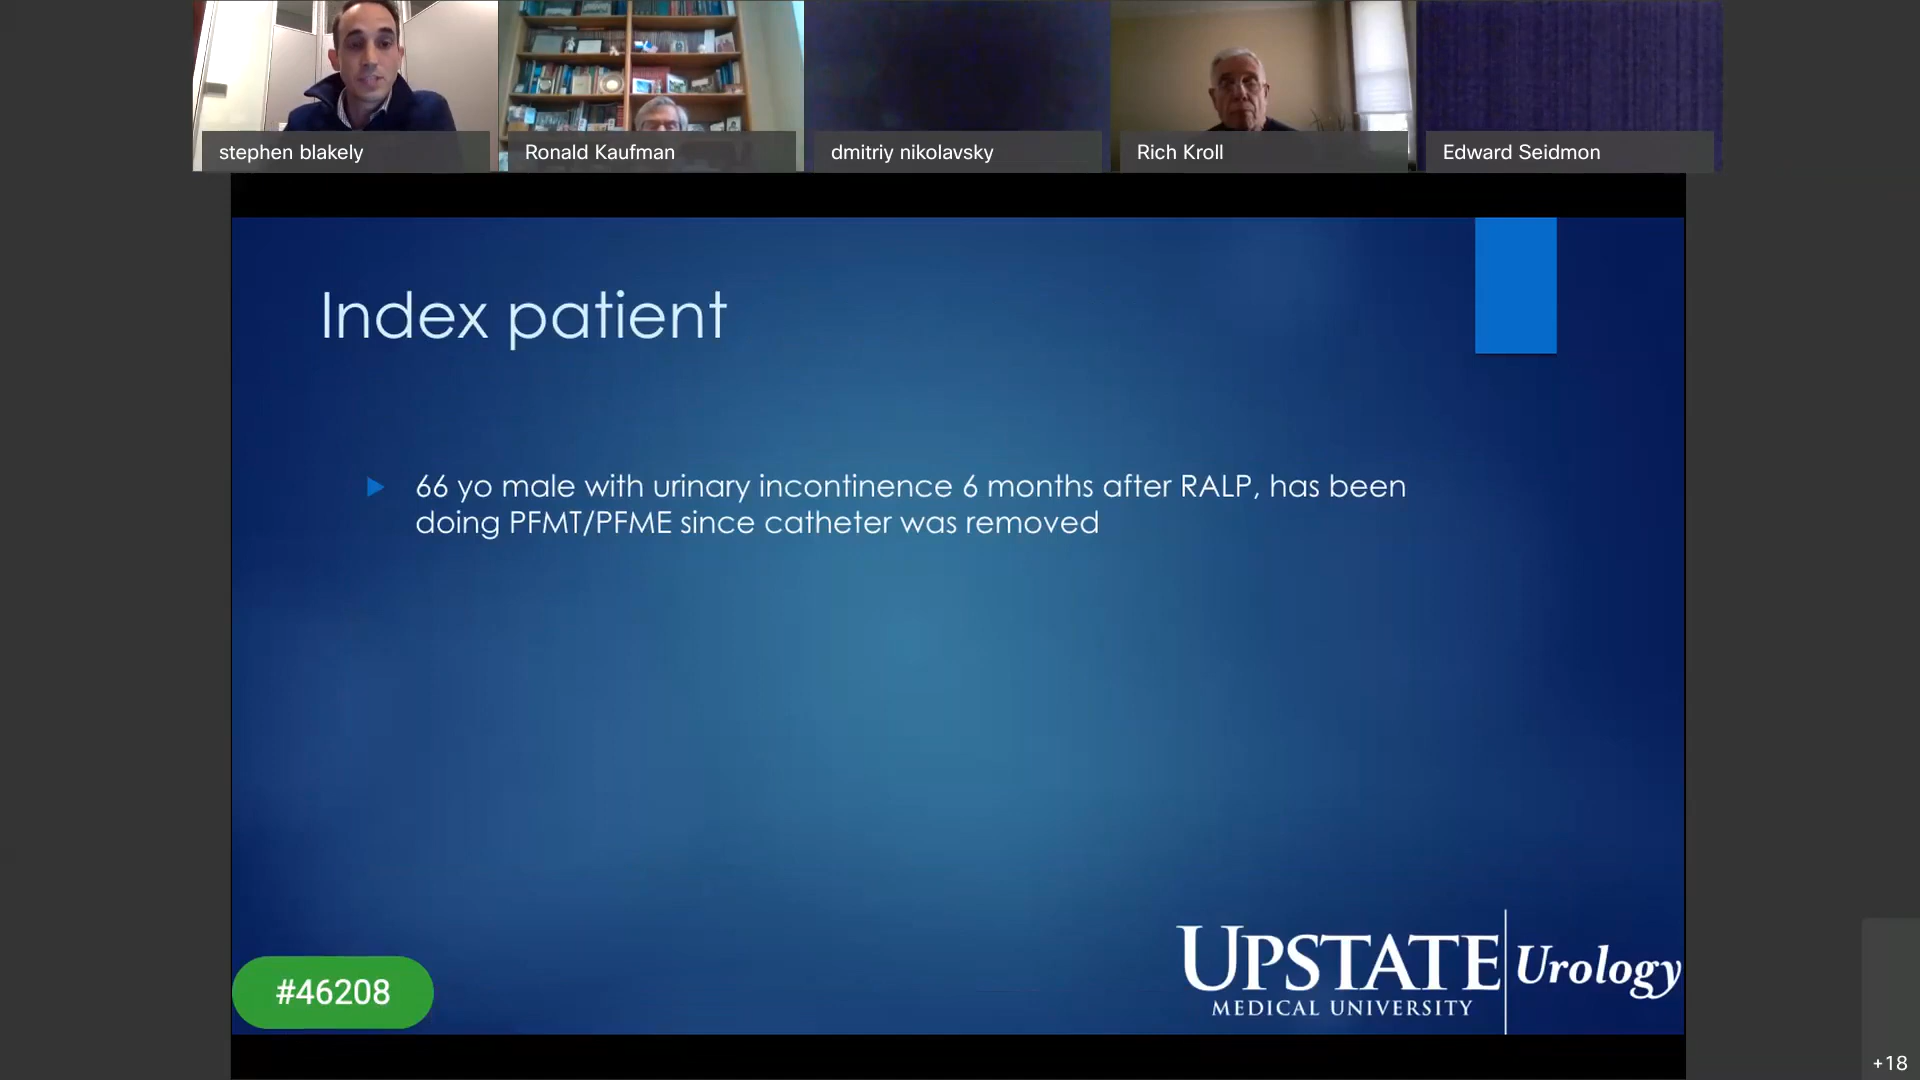 stephen blakely
Ronald Kaufman
dmitriy nikolavsky
Rich Kroll
Edward Seidmon
Index patient
66 yo male with urinary incontinence 6 months after RALP, has been
doing PFMT/PFME since catheter was removed
#46208
UPSTATE
MEDICAL UNIVERSITY
Urology
+18